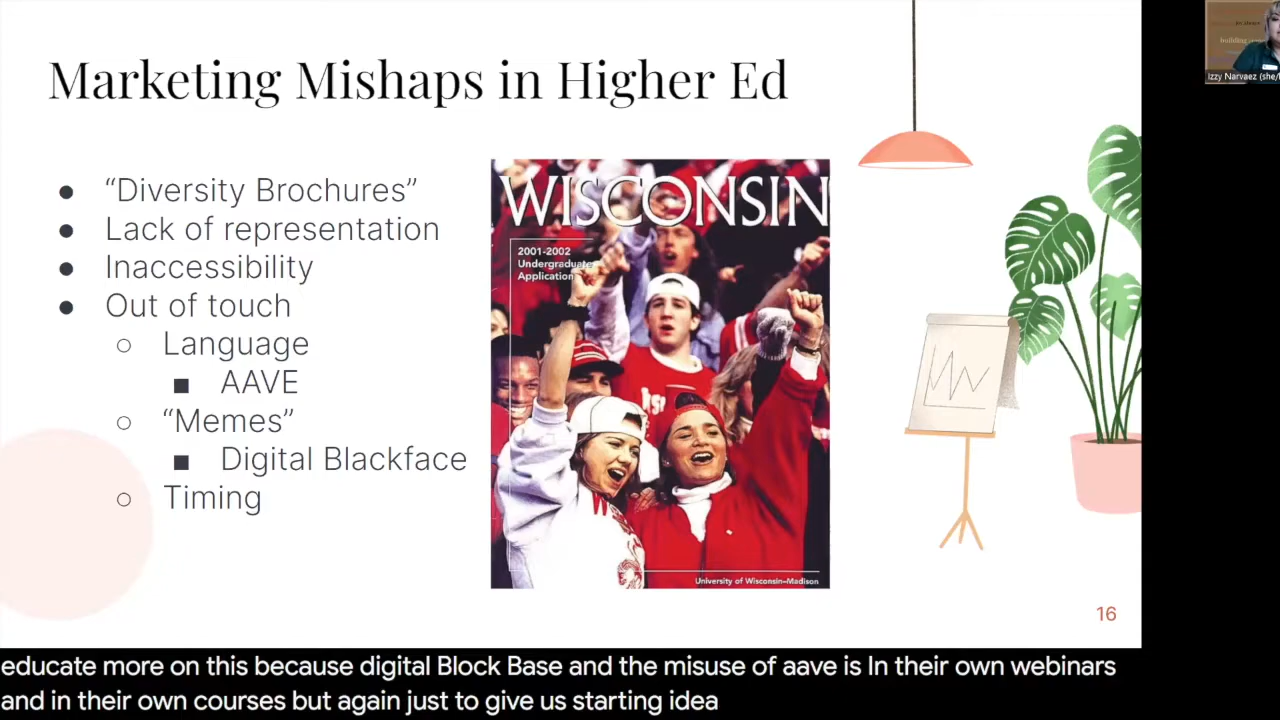 Marketing Mishaps in Higher Ed
● “Diversity Brochures”
● Lack of representation
● Inaccessibility
● Out of touch
○ Language
■ AAVE
○ “Memes”
■ Digital Blackface
○ Timing
WISCONSIN
2001-2002
Undergraduate
Application
University of Wisconsin–Madison
16
Izzy Narvaez (she/
educate more on this because digital Block Base and the misuse of aave is In their own webinars
and in their own courses but again just to give us starting idea